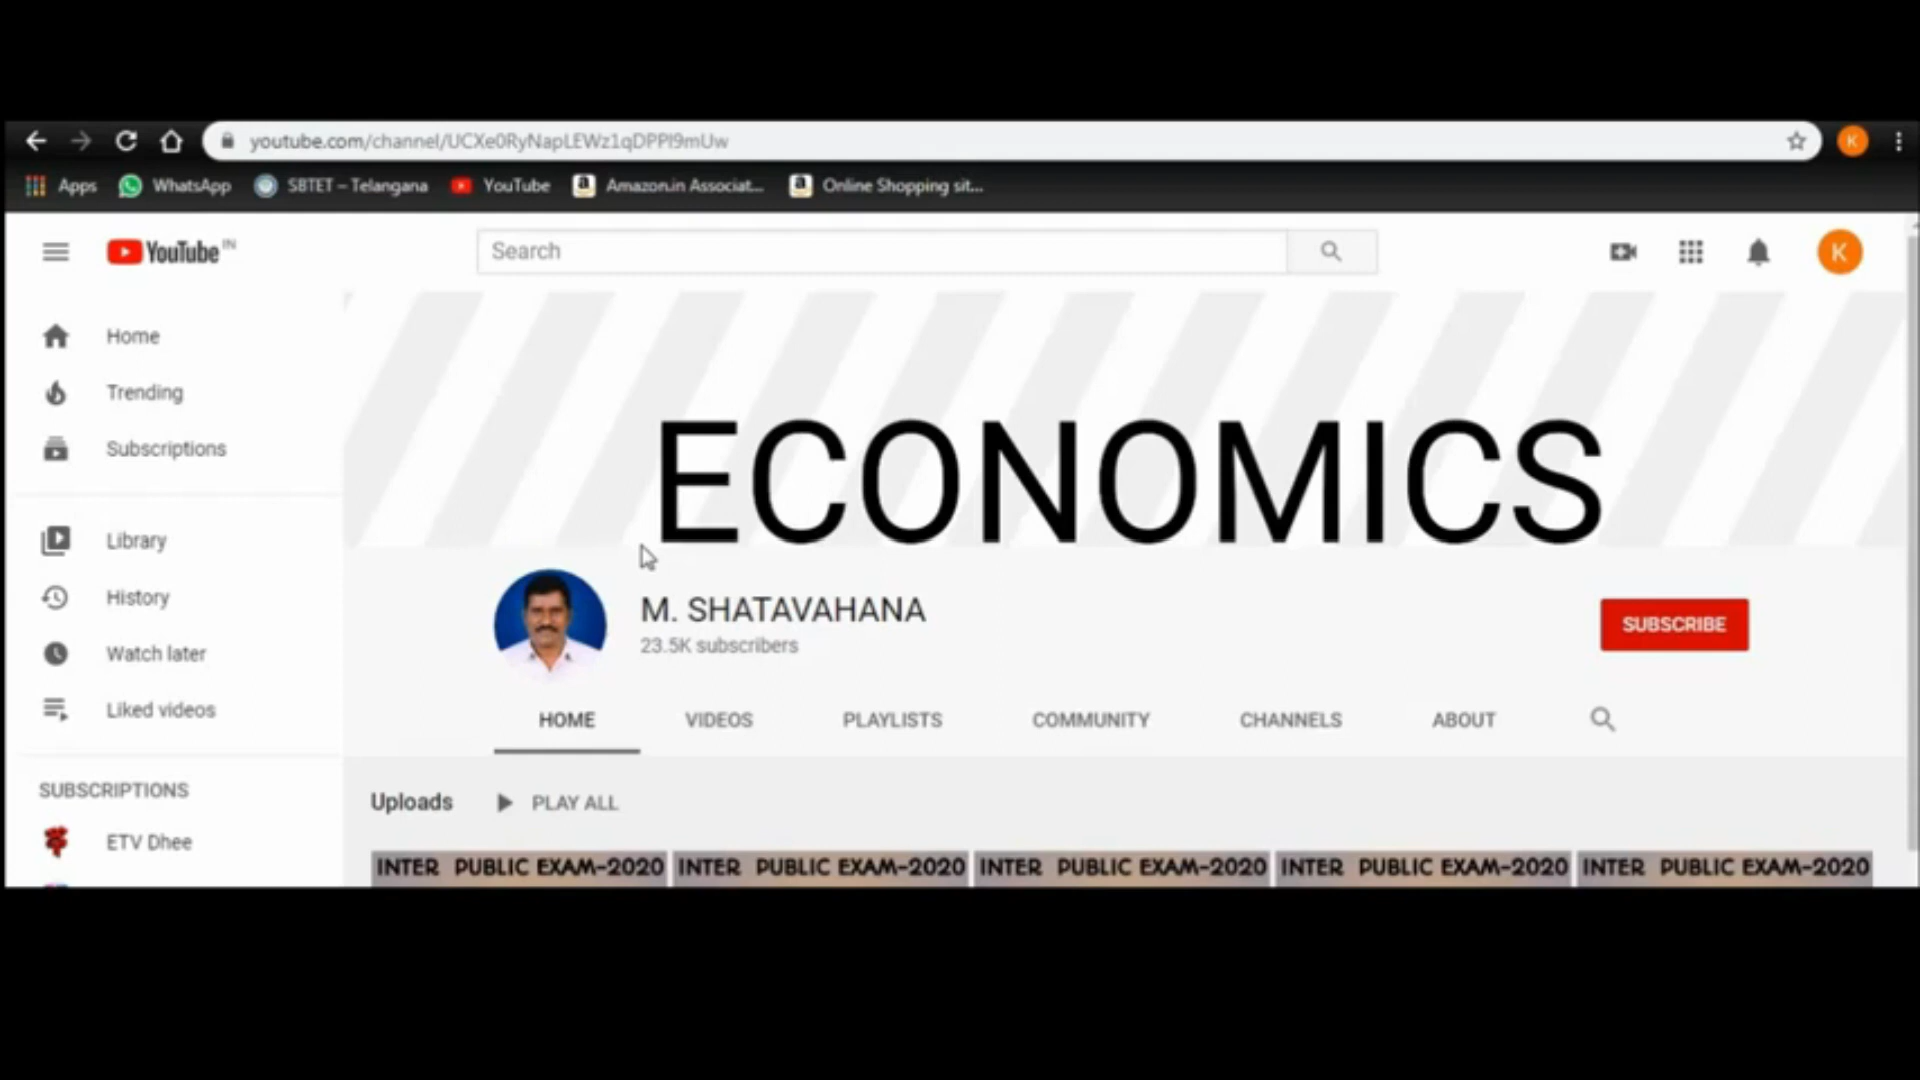 youtube.com/channel/UCXe0RyNapLEWz1qDPPI9mUw
K
Apps WhatsApp SBTET – Telangana YouTube Amazon.in Associat... Online Shopping sit...
YouTube IN
Search
K
Home
Trending
Subscriptions
ECONOMICS
Library
History
M. SHATAVAHANA
23.5K subscribers
SUBSCRIBE
Watch later
Liked videos
HOME VIDEOS PLAYLISTS COMMUNITY CHANNELS ABOUT
SUBSCRIPTIONS
Uploads PLAY ALL
ETV Dhee
INTER PUBLIC EXAM-2020 INTER PUBLIC EXAM-2020 INTER PUBLIC EXAM-2020 INTER PUBLIC EXAM-2020 INTER PUBLIC EXAM-2020